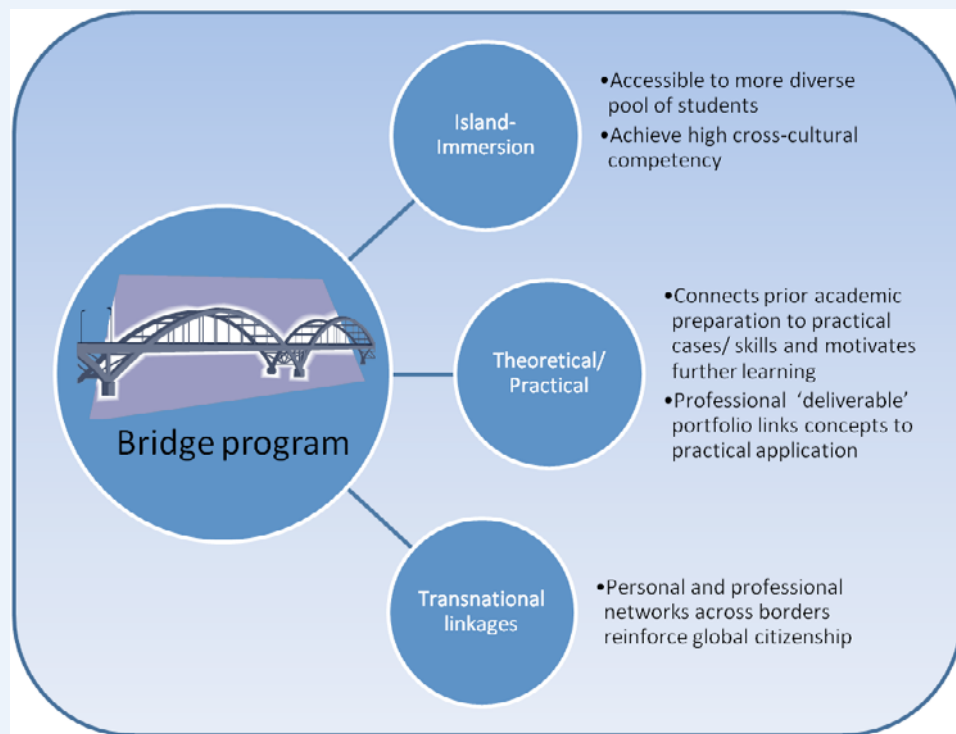 Island-
Immersion
•Accessible to more diverse
pool of students
•Achieve high cross-cultural
competency
Bridge program
Theoretical/
Practical
•Connects prior academic
preparation to practical
cases/ skills and motivates
further learning
•Professional ‘deliverable’
portfolio links concepts to
practical application
Transnational
linkages
•Personal and professional
networks across borders
reinforce global citizenship